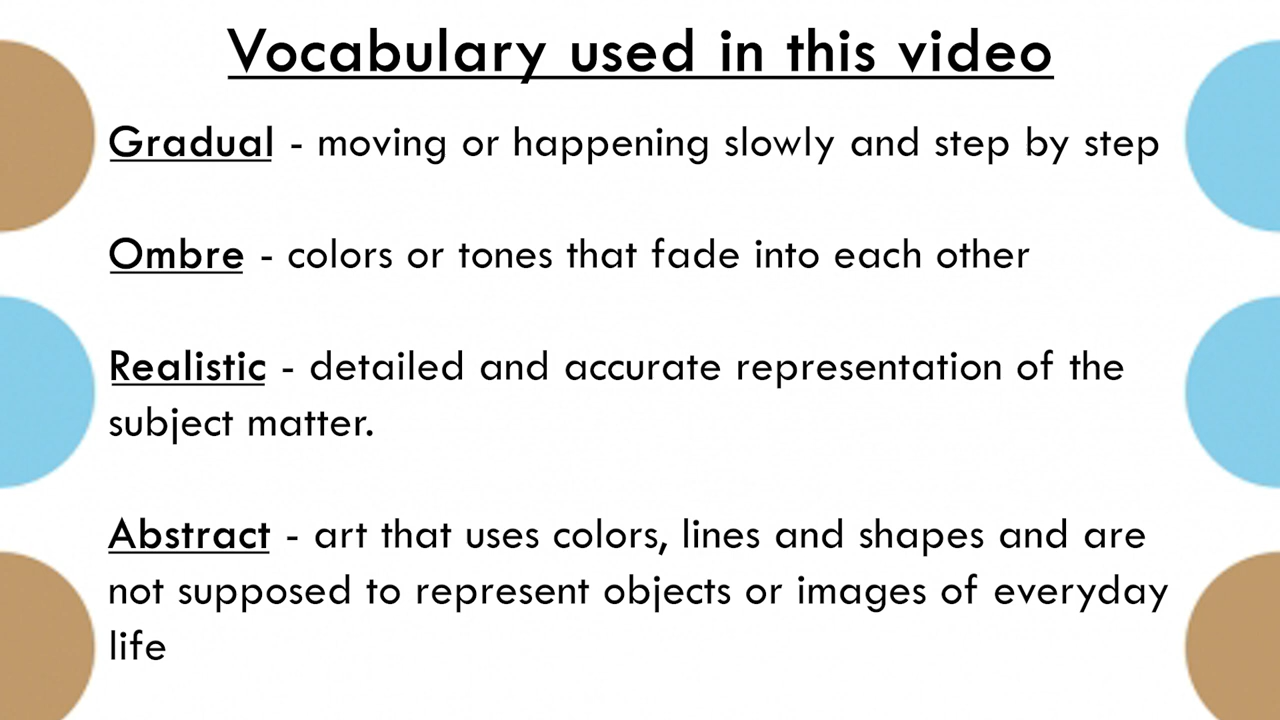 Vocabulary used in this video
Gradual - moving or happening slowly and step by step
Ombre - colors or tones that fade into each other
Realistic - detailed and accurate representation of the
subject matter.
Abstract - art that uses colors, lines and shapes and are
not supposed to represent objects or images of everyday
life